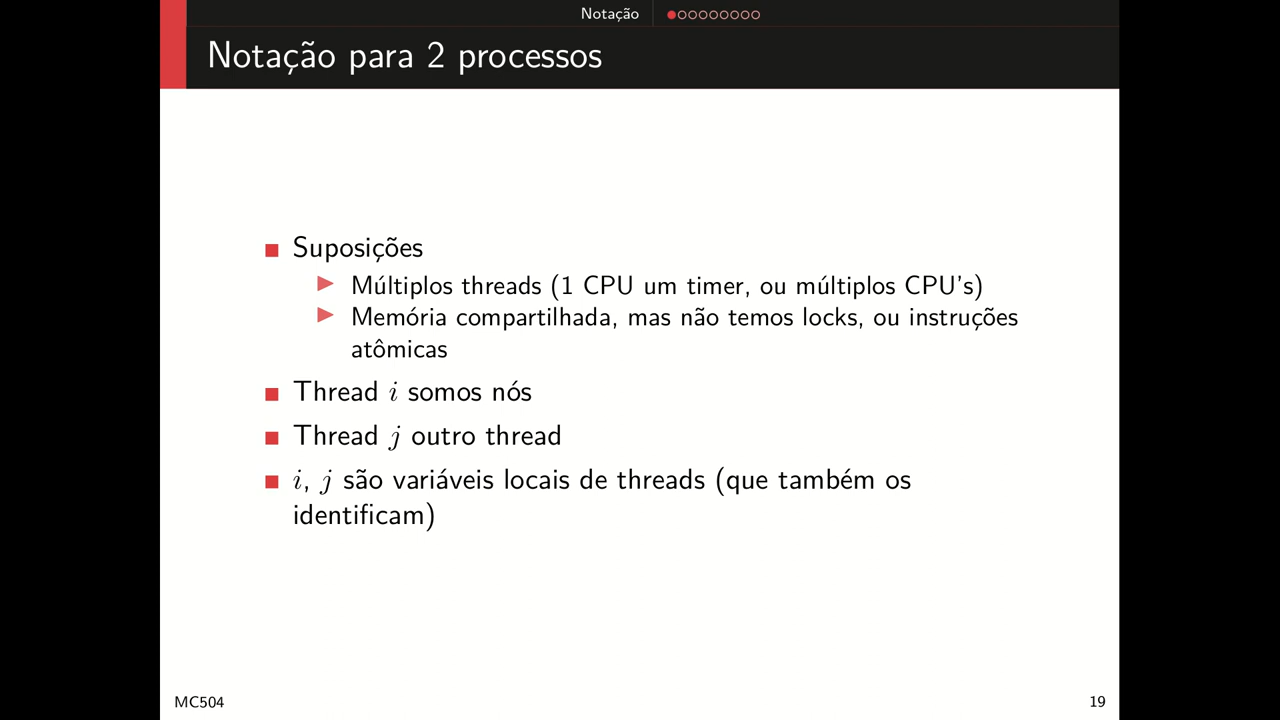 Notação
Notação para 2 processos
Suposições
Múltiplos threads (1 CPU um timer, ou múltiplos CPU's)
Memória compartilhada, mas não temos locks, ou instruções
atômicas
Thread i somos nós
Thread j outro thread
i, j são variáveis locais de threads (que também os
identificam)
MC504
19